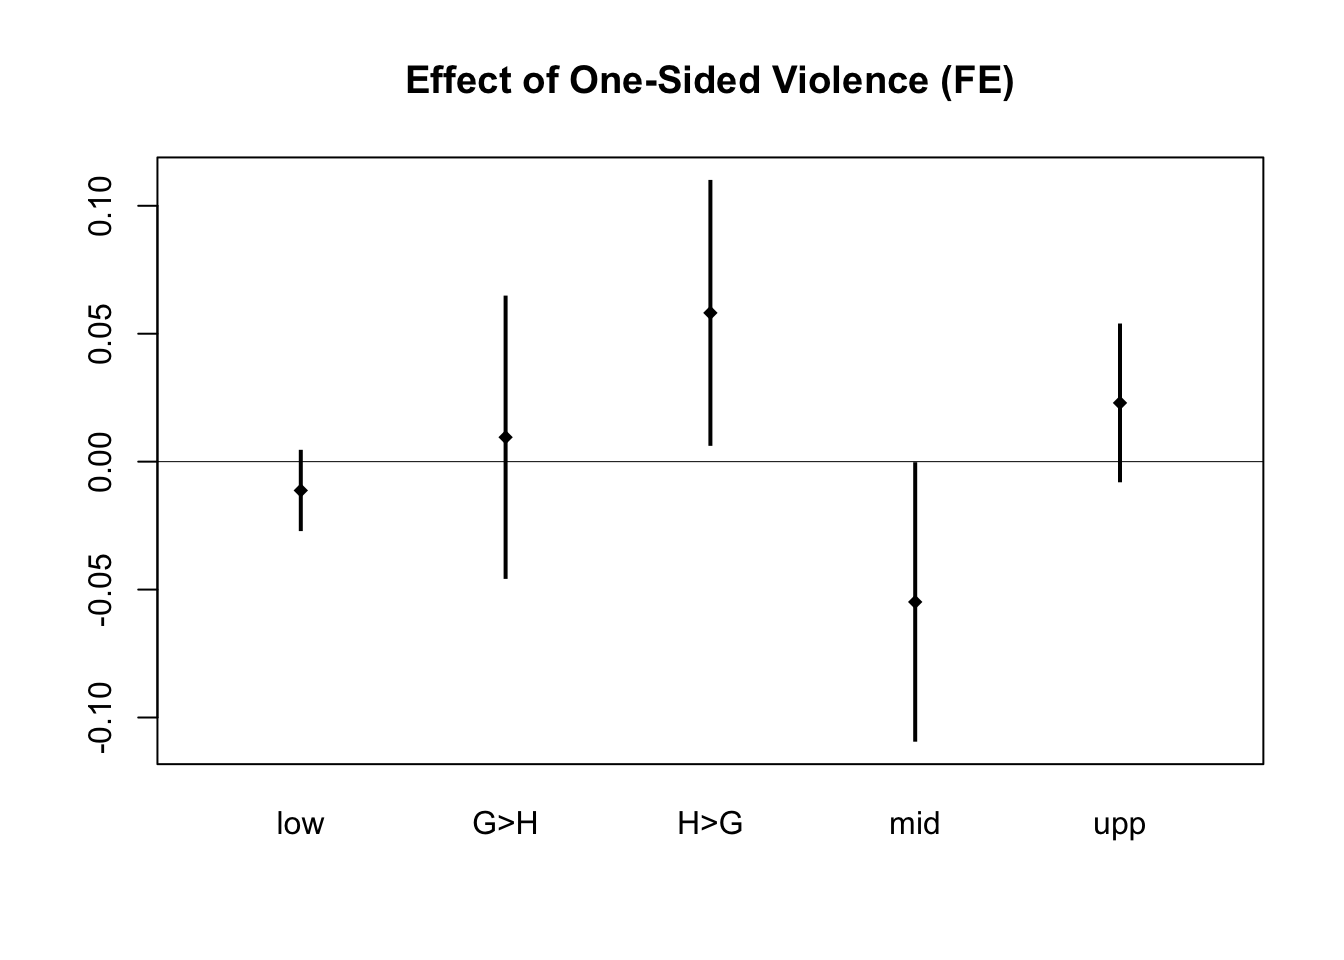 Effect of One-Sided Violence (FE)
0.10
0.05
0.00
-0.05
-0.10
low G>H H>G mid upp